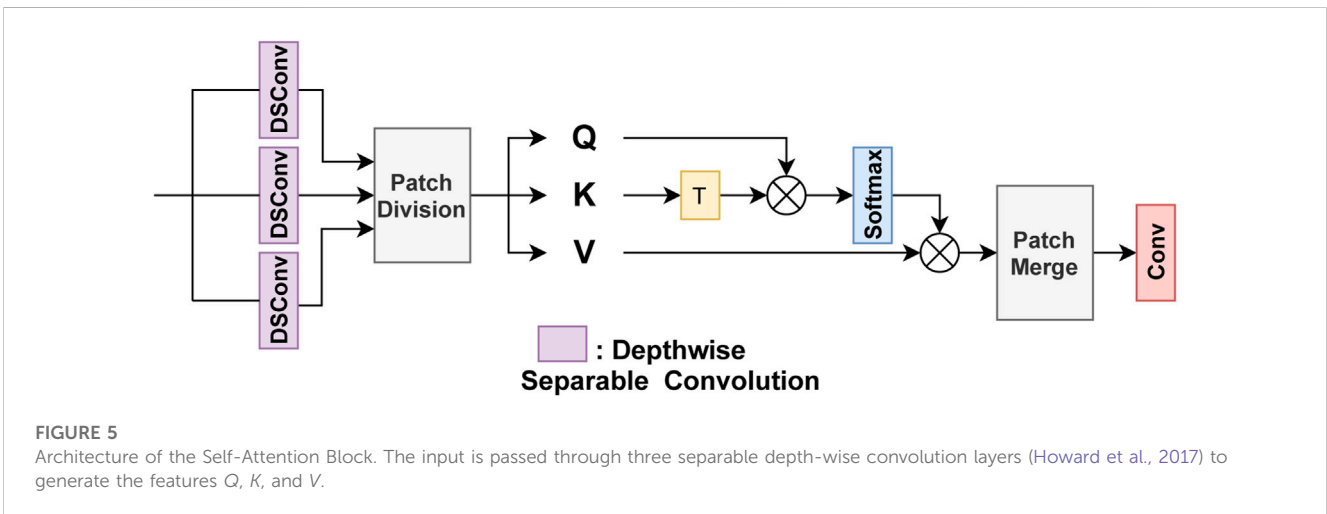 DSConv
DSConv
DSConv
Patch
Division
Q
K
V
T
Softmax
Patch
Merge
Conv
: Depthwise
Separable Convolution
FIGURE 5
Architecture of the Self-Attention Block. The input is passed through three separable depth-wise convolution layers (Howard et al., 2017) to
generate the features Q, K, and V.